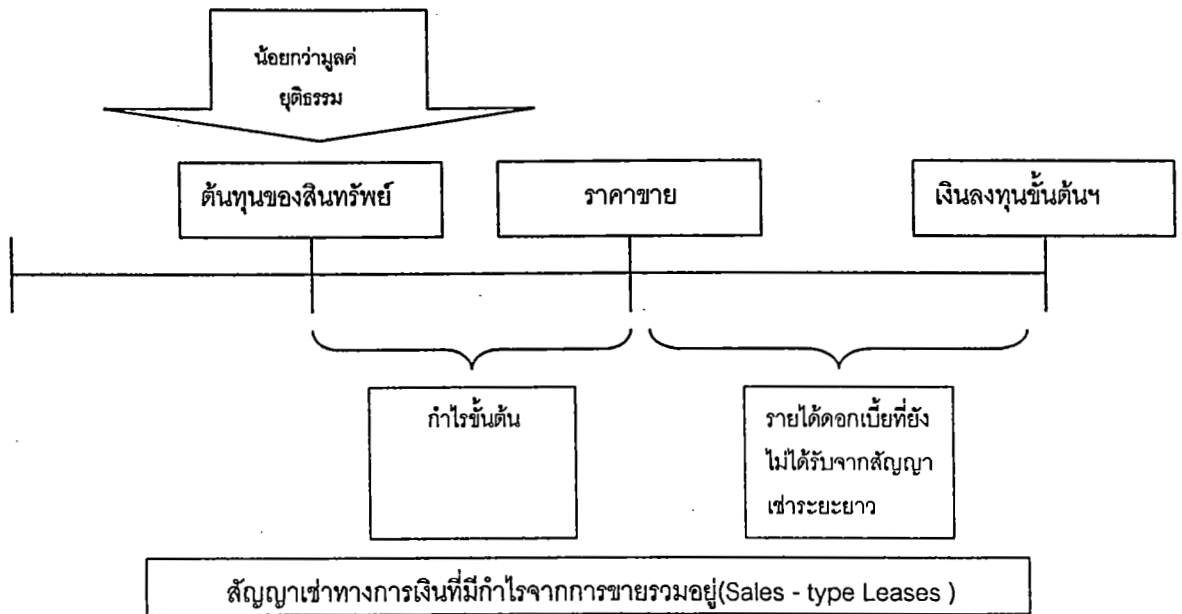 น้อยกว่ามูลค่
ยุติธรรม
ต้นทุนของสินทรัพย์
ราคาขาย
เงินลงทุนขั้นต้นฯ
กำไรขั้นต้น
รายได้ดอกเบี้ยที่ยัง
ไม่ได้รับจากสัญญา
เช่าระยะยาว
สัญญาเช่าทางการเงินที่มีกำไรจากการขายรวมอยู่(Sales - type Leases )